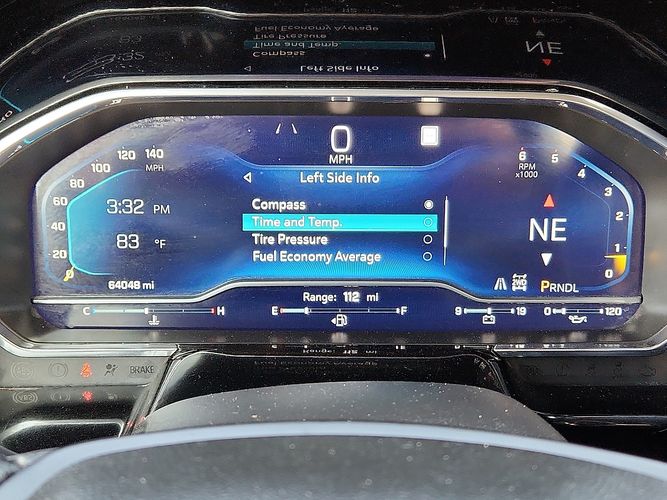 0
MPH
Left Side Info
Compass
Time and Temp.
Tire Pressure
Fuel Economy Average
140
120
100
80
60
40
20
0
MPH
3:32 PM
83 °F
64048 mi
6
5
4
3
2
1
0
RPM
x1000
NE
2WD
PRNDL
Range: 112 mi
C H
E F
9 19
0 120
BRAKE